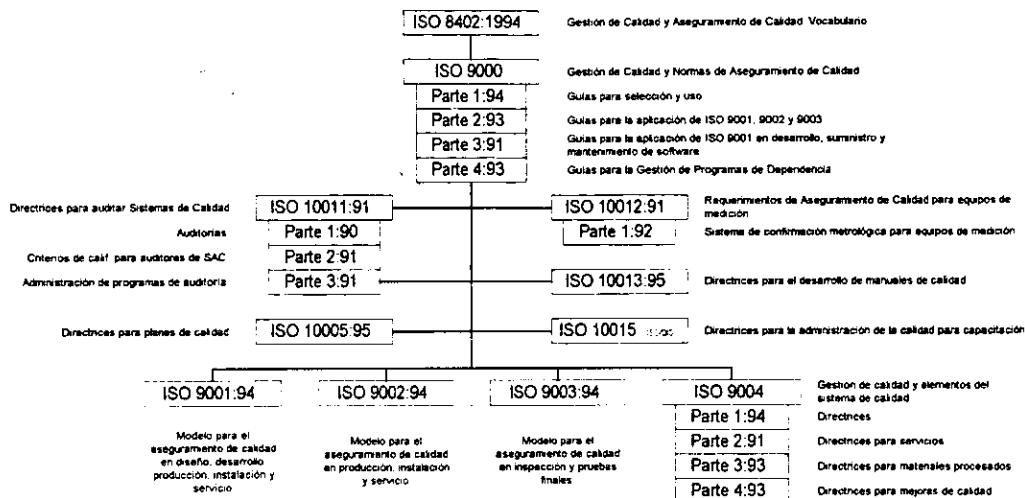 ISO 8402:1994 Gestión de Calidad y Aseguramiento de Calidad Vocabulario
ISO 9000 Gestión de Calidad y Normas de Aseguramiento de Calidad
Parte 1:94 Guías para selección y uso
Parte 2:93 Guías para la aplicación de ISO 9001, 9002 y 9003
Parte 3:91 Guías para la aplicación de ISO 9001 en desarrollo, suministro y
mantenimiento de software
Parte 4:93 Guías para la Gestión de Programas de Dependencia
Directrices para auditar Sistemas de Calidad ISO 10011:91 ISO 10012:91 Requerimientos de Aseguramiento de Calidad para equipos de
medición
Auditorías Parte 1:90 Parte 1:92 Sistema de confirmación metrológica para equipos de medición
Criterios de calif. para auditores de SAC Parte 2:91
Administración de programas de auditoría Parte 3:91 ISO 10013:95 Directrices para el desarrollo de manuales de calidad
Directrices para planes de calidad ISO 10005:95 ISO 10015 Directrices para la administración de la calidad para capacitación
ISO 9001:94 ISO 9002:94 ISO 9003:94 ISO 9004 Gestión de calidad y elementos del
sistema de calidad
Parte 1:94 Directrices
Parte 2:91 Directrices para servicios
Parte 3:93 Directrices para materiales procesados
Parte 4:93 Directrices para mejoras de calidad
Modelo para el
aseguramiento de calidad
en diseño, desarrollo
producción, instalación y
servicio
Modelo para el
aseguramiento de calidad
en producción, instalación
y servicio
Modelo para el
aseguramiento de calidad
en inspección y pruebas
finales